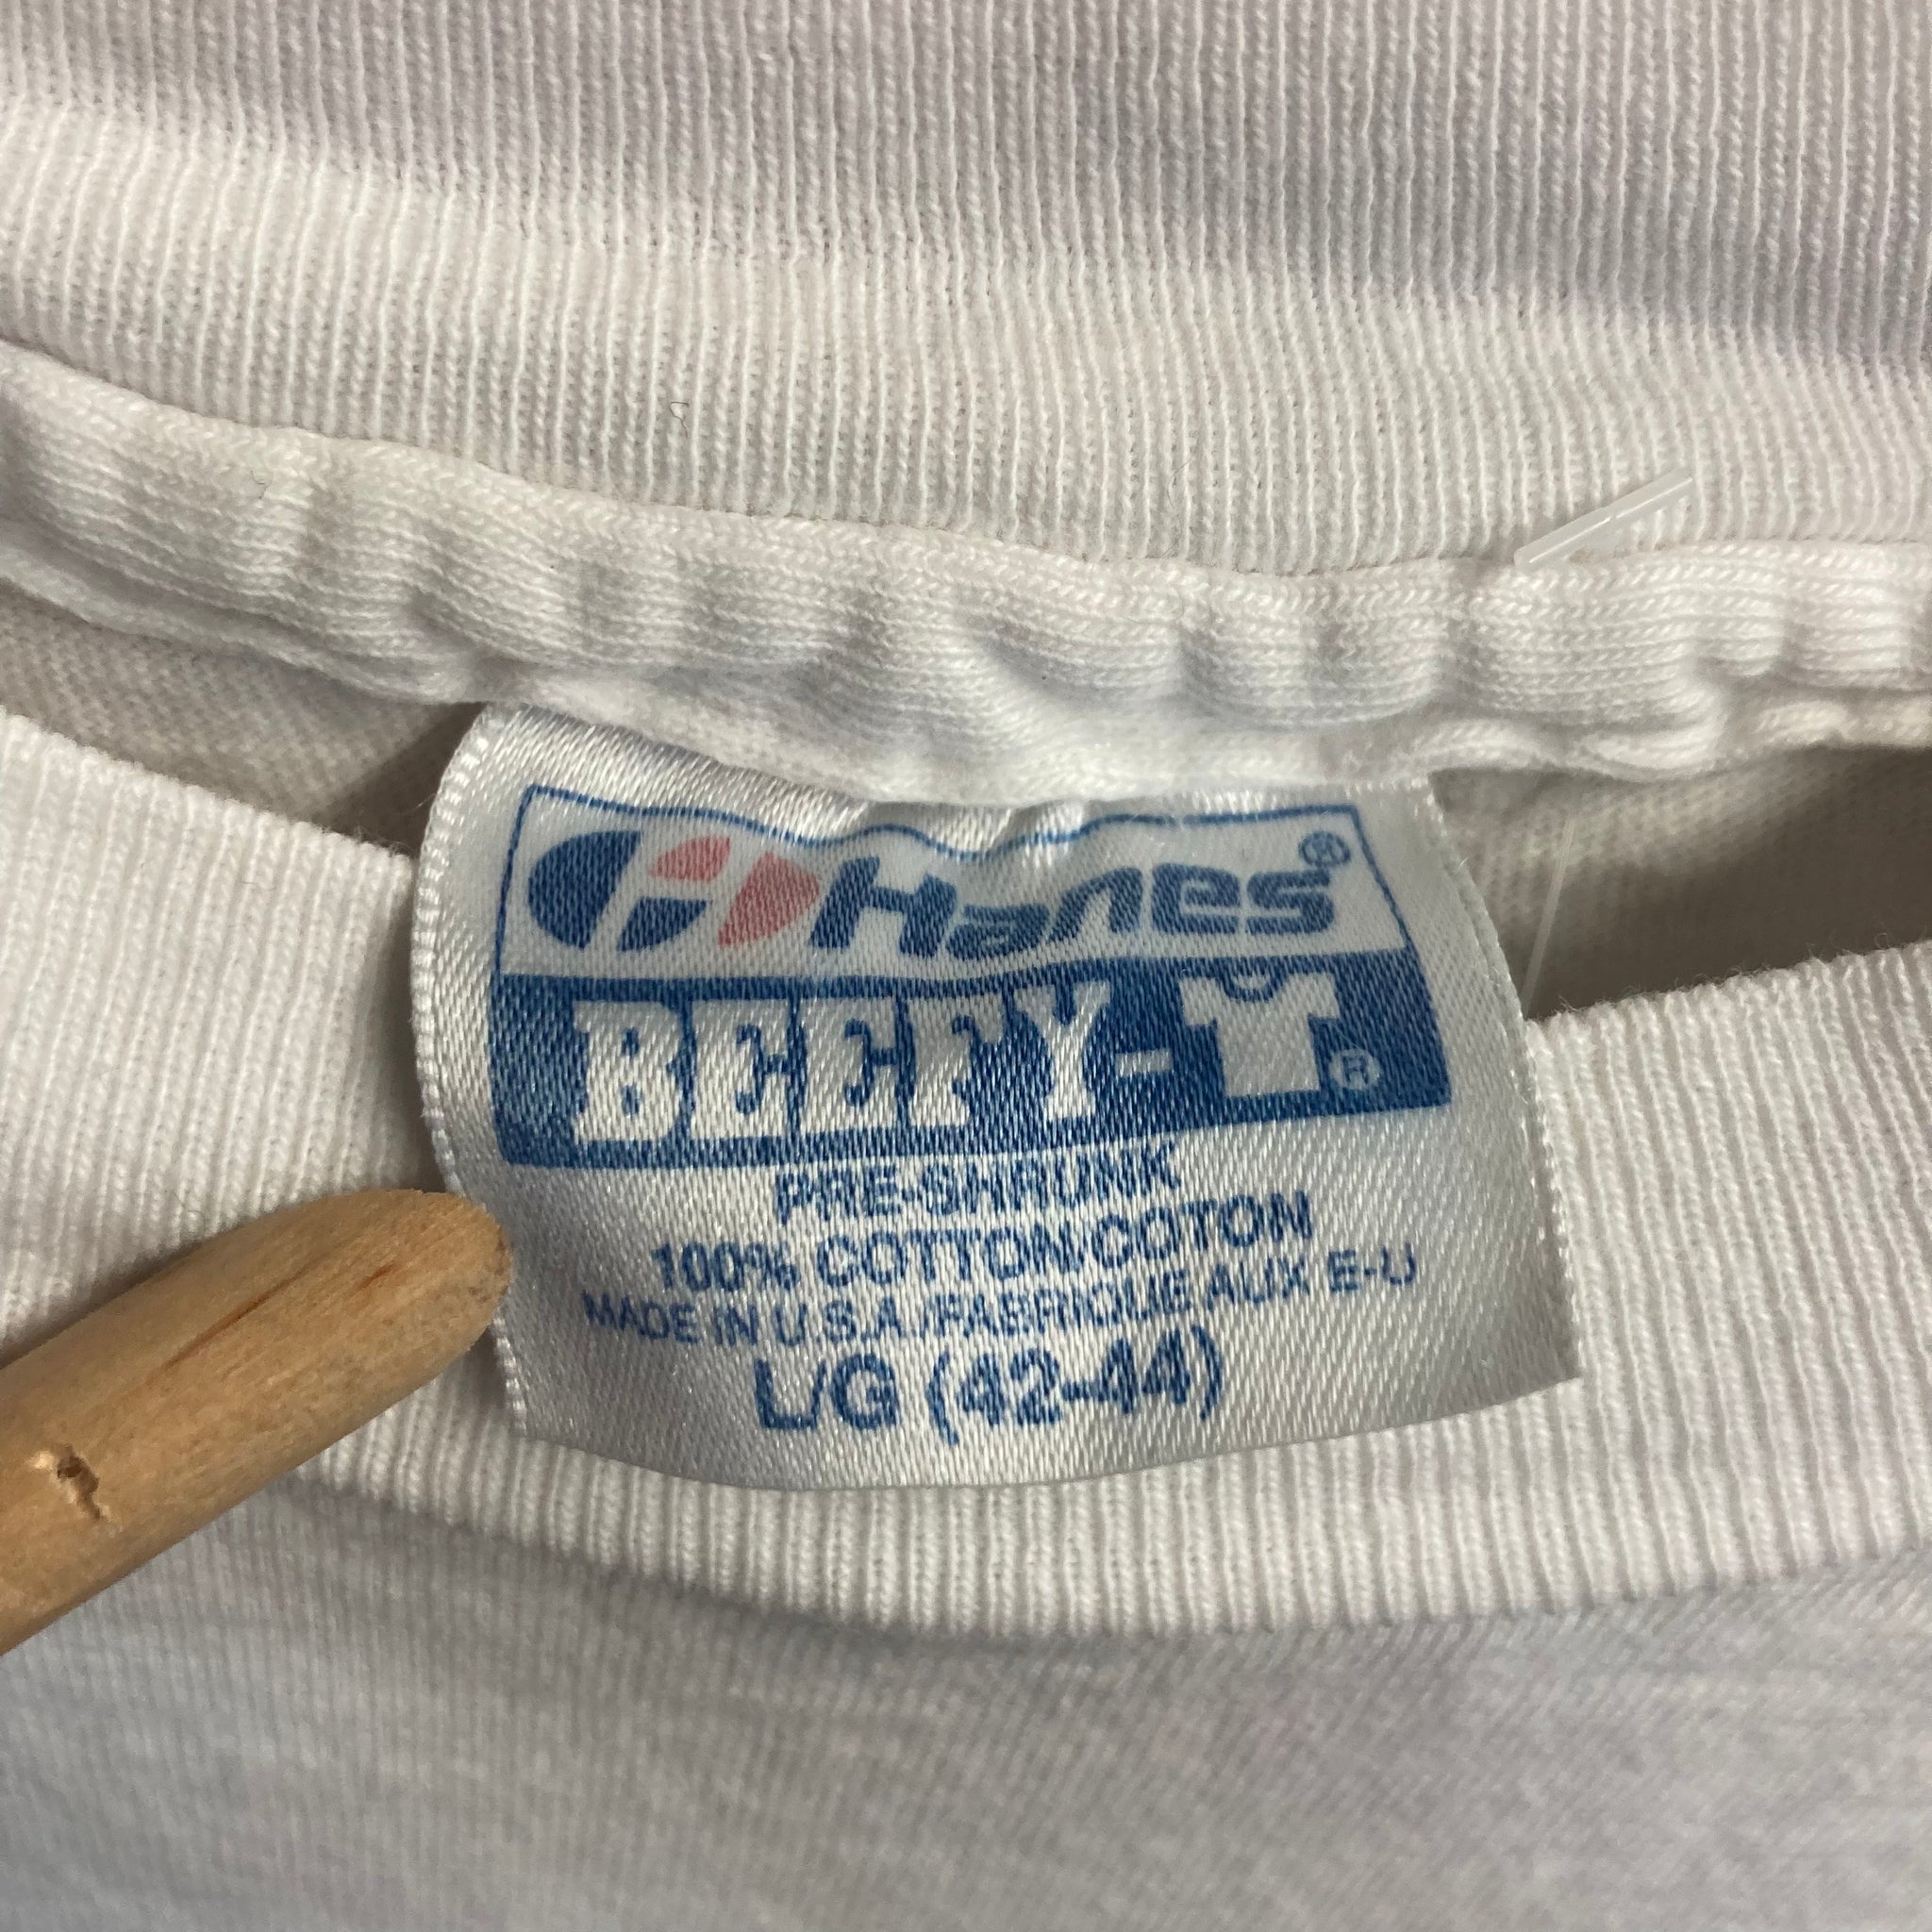 Hanes®
BEEFY-T®
PRE-SHRUNK
100% COTTON/COTON
MADE IN U.S.A./FABRIQUE AUX E-U
L/G (42-44)